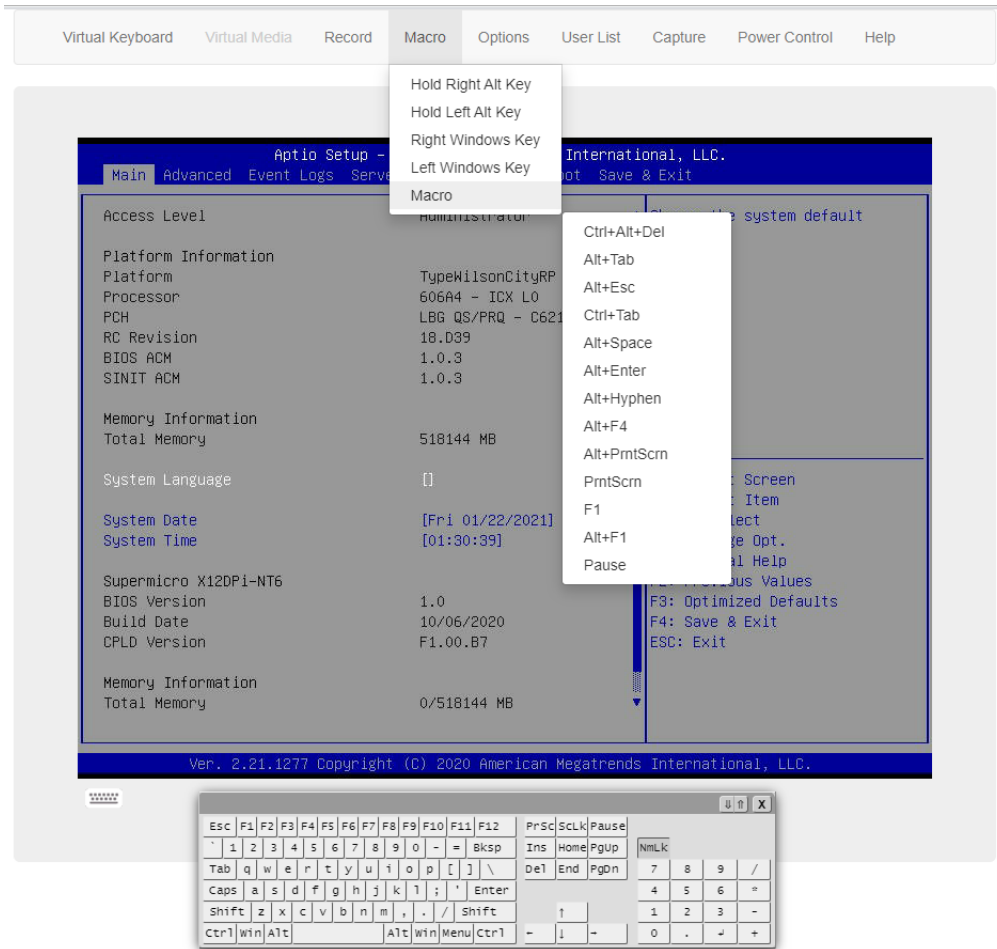 Virtual Keyboard Virtual Media Record Macro Options User List Capture Power Control Help
Hold Right Alt Key
Hold Left Alt Key
Right Windows Key
Left Windows Key
Macro
Ctrl+Alt+Del
Alt+Tab
Alt+Esc
Ctrl+Tab
Alt+Space
Alt+Enter
Alt+Hyphen
Alt+F4
Alt+PrntScrn
PrntScrn
F1
Alt+F1
Pause
Aptio Setup – International, LLC.
Main Advanced Event Logs Save & Exit
Access Level Administrator system default
Platform Information
Platform TypeWilsonCityRP
Processor 606A4 – ICX L0
PCH LBG QS/PRQ – C621
RC Revision 18.D39
BIOS ACM 1.0.3
SINIT ACM 1.0.3
Memory Information
Total Memory 518144 MB
System Language []
Screen
Item
System Date [Fri 01/22/2021]
System Time [01:30:39] Opt.
Help
Supermicro X12DPi-NT6 Values
BIOS Version 1.0 F3: Optimized Defaults
Build Date 10/06/2020 F4: Save & Exit
CPLD Version F1.00.B7 ESC: Exit
Memory Information
Total Memory 0/518144 MB
Ver. 2.21.1277 Copyright (C) 2020 American Megatrends International, LLC.
X
Esc F1 F2 F3 F4 F5 F6 F7 F8 F9 F10 F11 F12 PrSc ScLk Pause
` 1 2 3 4 5 6 7 8 9 0 - = Bksp Ins Home PgUp NmLk
Tab q w e r t y u i o p [ ] \ Del End PgDn 7 8 9 /
Caps a s d f g h j k l ; ' Enter 4 5 6 *
Shift z x c v b n m , . / Shift ↑ 1 2 3 -
Ctrl Win Alt Alt Win Menu Ctrl ← ↓ → 0 . ↵ +